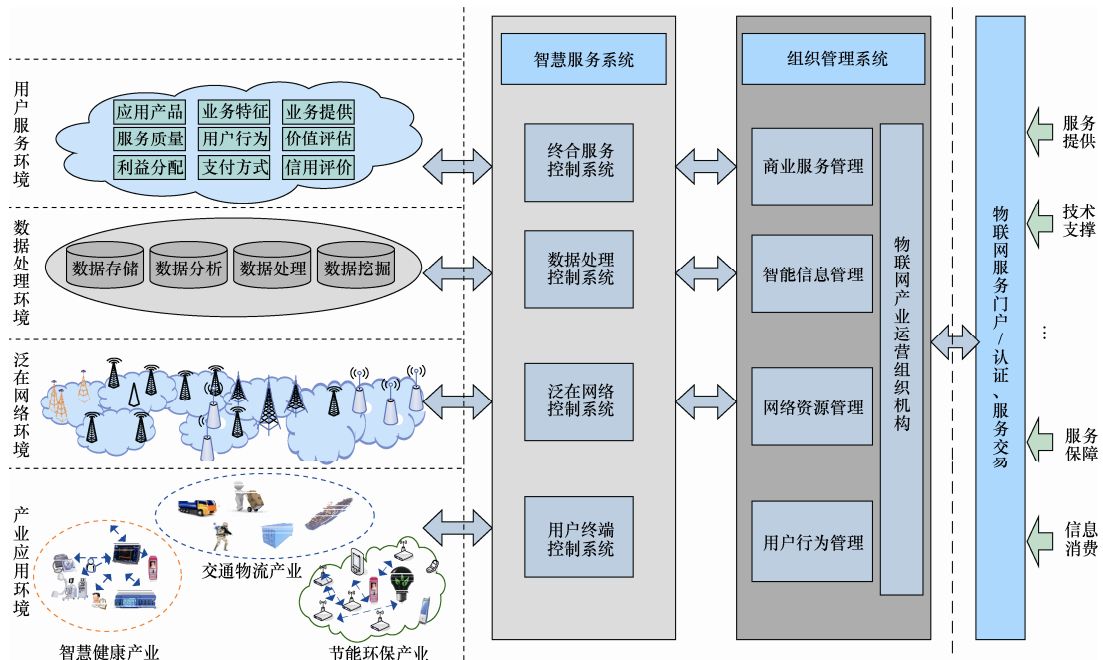 智慧服务系统
组织管理系统
用户服务环境
应用产品
业务特征
业务提供
服务质量
用户行为
价值评估
利益分配
支付方式
信用评价
数据处理环境
数据存储
数据分析
数据处理
数据挖掘
泛在网络环境
产业应用环境
交通物流产业
智慧健康产业
节能环保产业
终合服务
控制系统
数据处理
控制系统
泛在网络
控制系统
用户终端
控制系统
商业服务管理
智能信息管理
网络资源管理
用户行为管理
物联网产业运营组织机构
物联网服务门户/认证、服务交易
服务
提供
技术
支撑
…
服务
保障
信息
消费